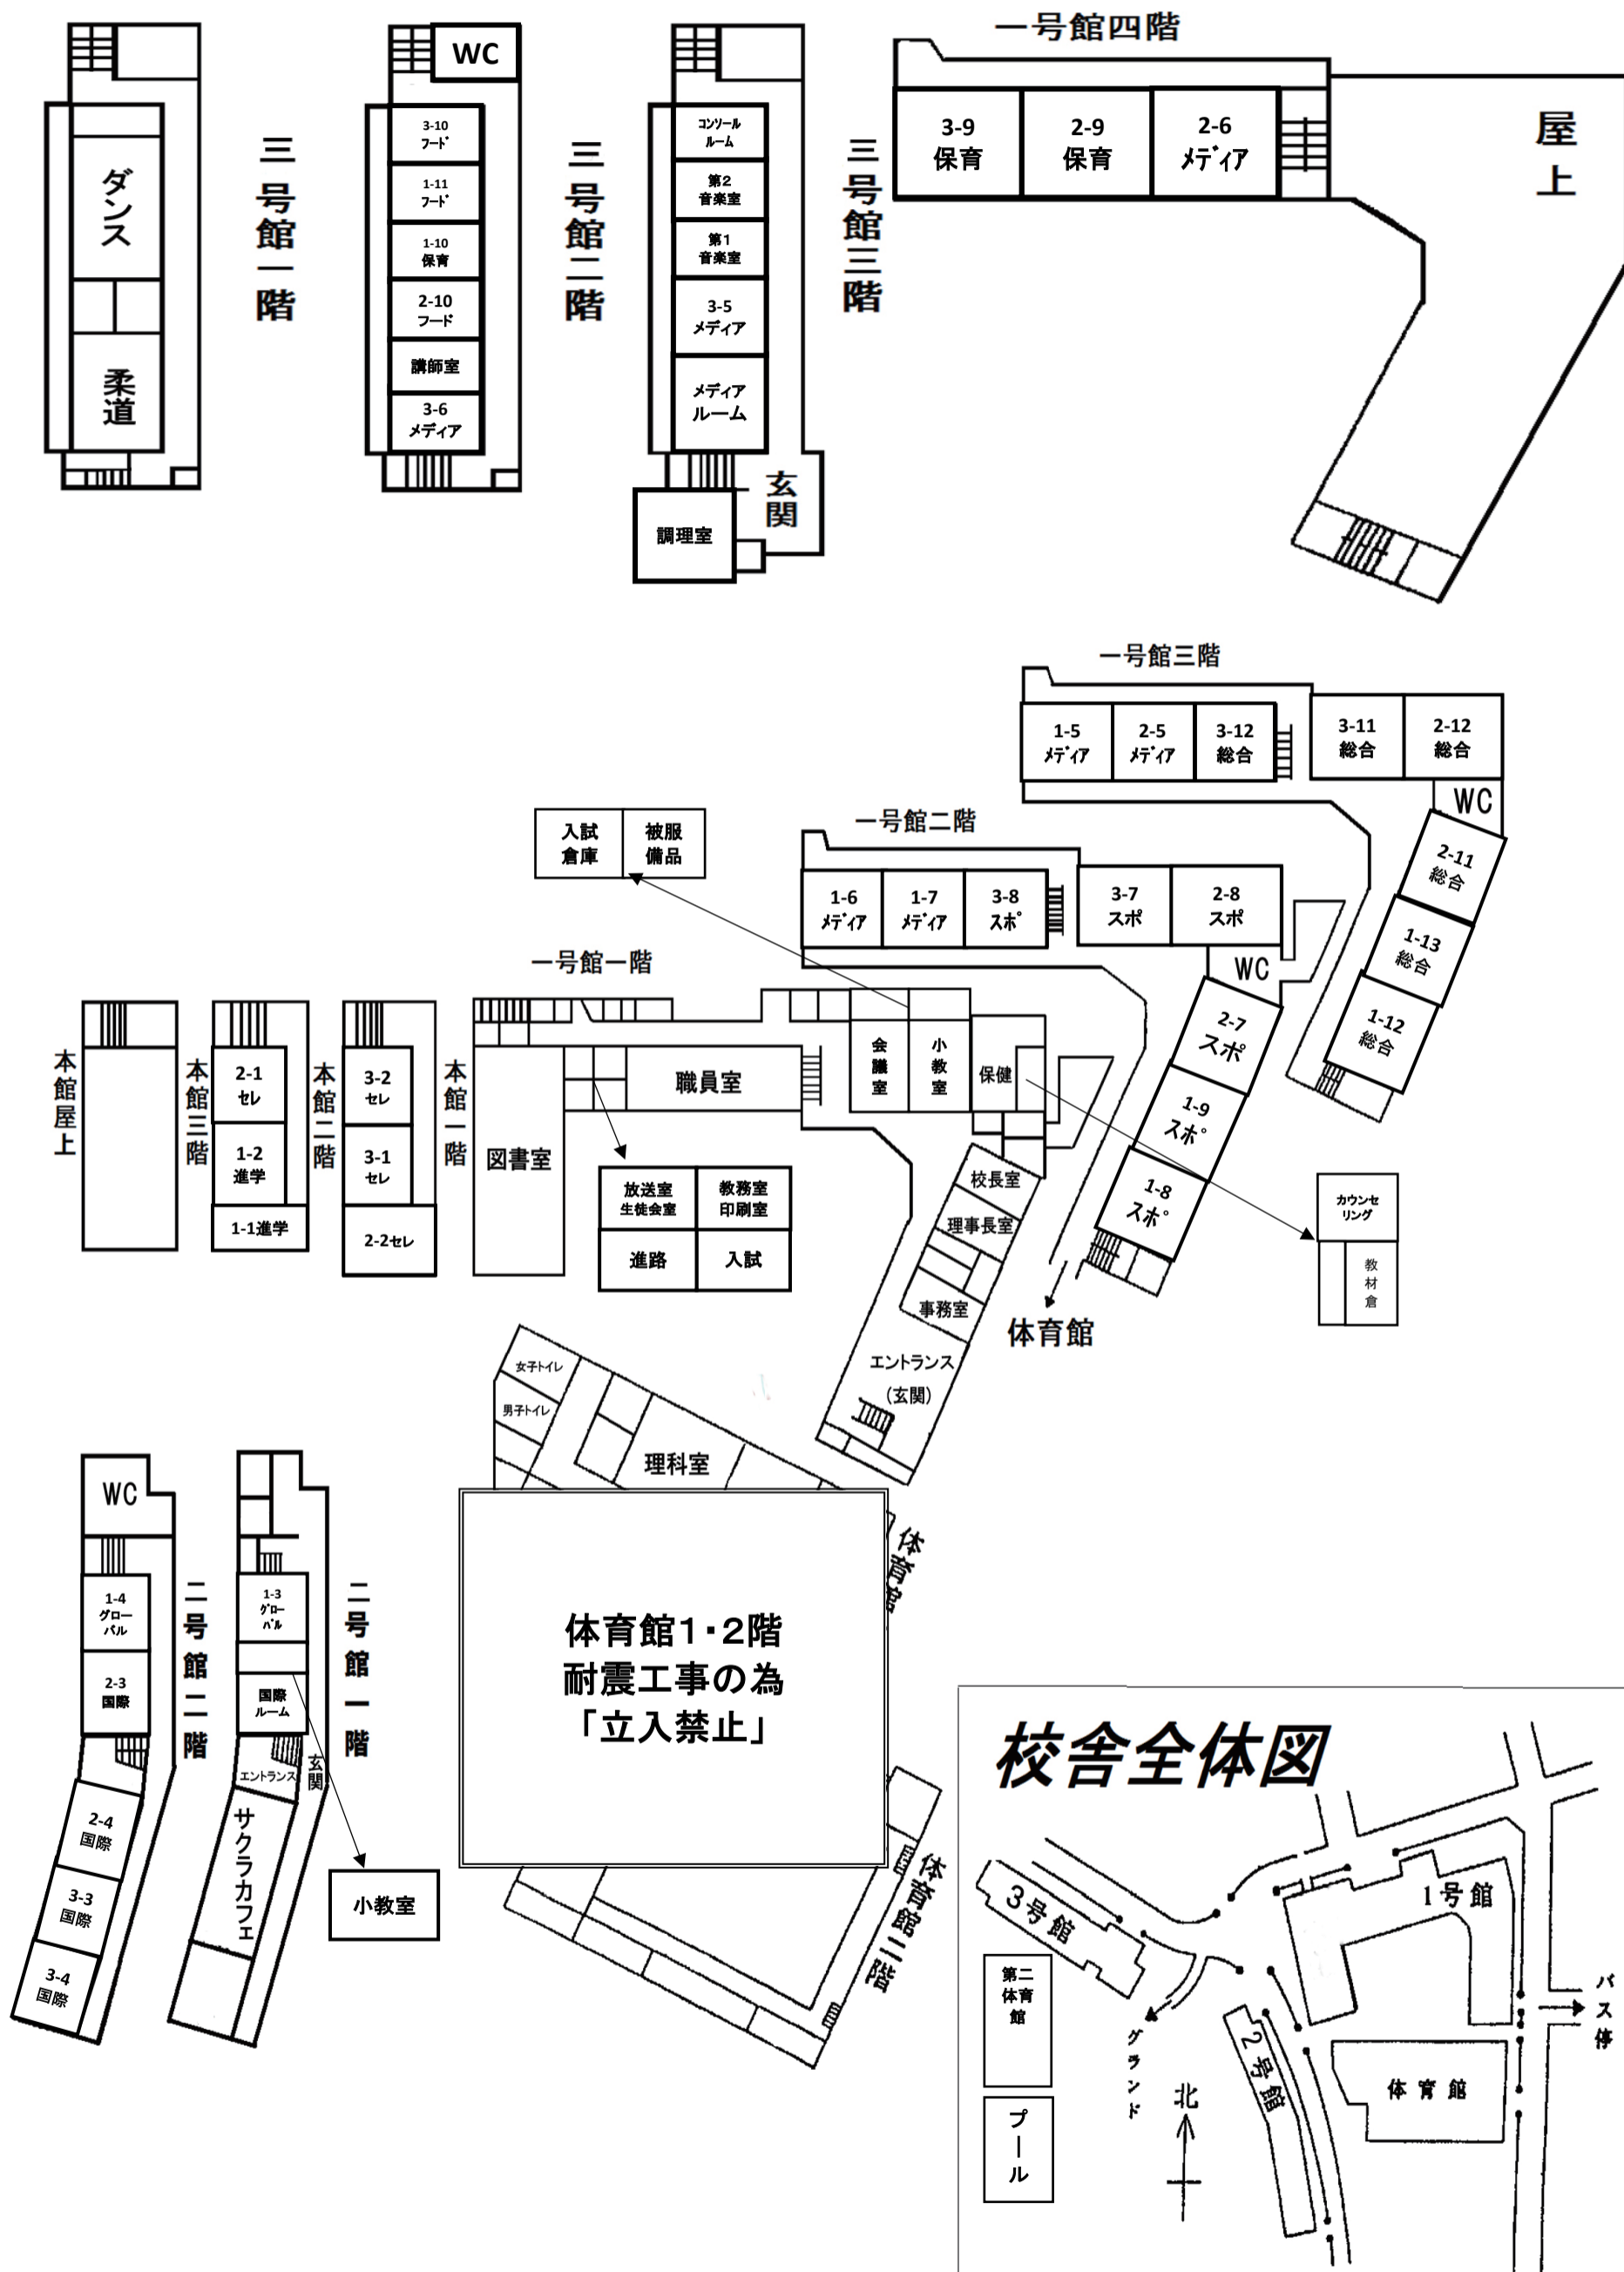 ダンス
柔道
三号館一階
WC
3-10
フード
1-11
フード
1-10
保育
2-10
フード
講師室
3-6
メディア
三号館二階
コンソール
ルーム
第2
音楽室
第1
音楽室
3-5
メディア
メディア
ルーム
調理室
玄関
三号館三階
一号館四階
3-9
保育
2-9
保育
2-6
メディア
屋上
一号館三階
1-5
メディア
2-5
メディア
3-12
総合
3-11
総合
2-12
総合
WC
2-11
総合
1-13
総合
1-12
総合
入試
倉庫
被服
備品
一号館二階
1-6
メディア
1-7
メディア
3-8
スポ
3-7
スポ
2-8
スポ
WC
2-7
スポ
1-9
スポ
1-8
スポ
一号館一階
本館屋上
本館三階
2-1
セレ
1-2
進学
1-1進学
本館二階
3-2
セレ
3-1
セレ
2-2セレ
本館一階
図書室
職員室
会議室
小教室
保健
放送室
生徒会室
教務室
印刷室
進路
入試
校長室
理事長室
事務室
エントランス
(玄関)
体育館
カウンセ
リング
教材倉
女子トイレ
男子トイレ
理科室
体育館
体育館1・2階
耐震工事の為
「立入禁止」
体育館二階
WC
1-4
グロー
バル
2-3
国際
2-4
国際
3-3
国際
3-4
国際
二号館二階
1-3
グロー
バル
国際
ルーム
エントランス
玄関
サクラカフェ
二号館一階
小教室
校舎全体図
3号館
1号館
第二
体育
館
グランド
2号館
バス停
体育館
北
プール